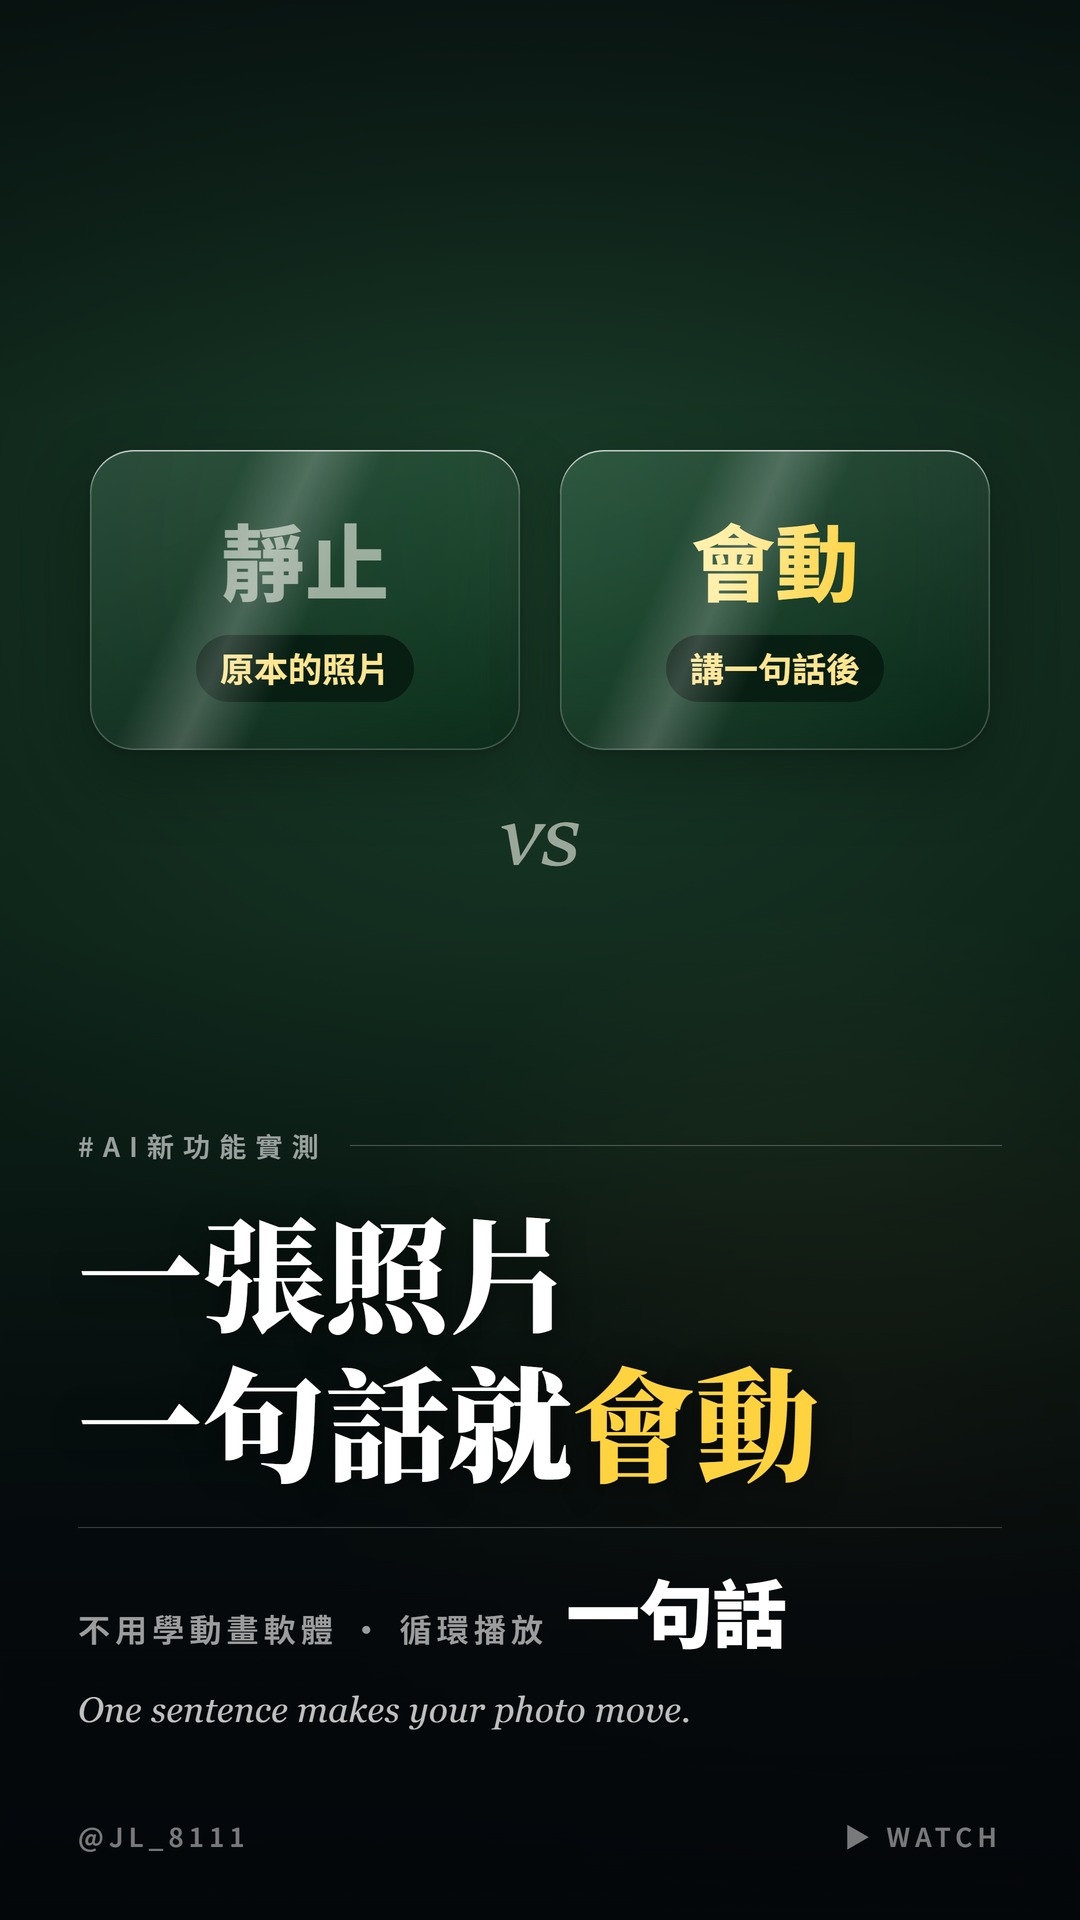 靜止
原本的照片
會動
講一句話後
vs
#AI新功能實測
一張照片
一句話就會動
不用學動畫軟體 · 循環播放 一句話
One sentence makes your photo move.
@JL_8111
▶ WATCH